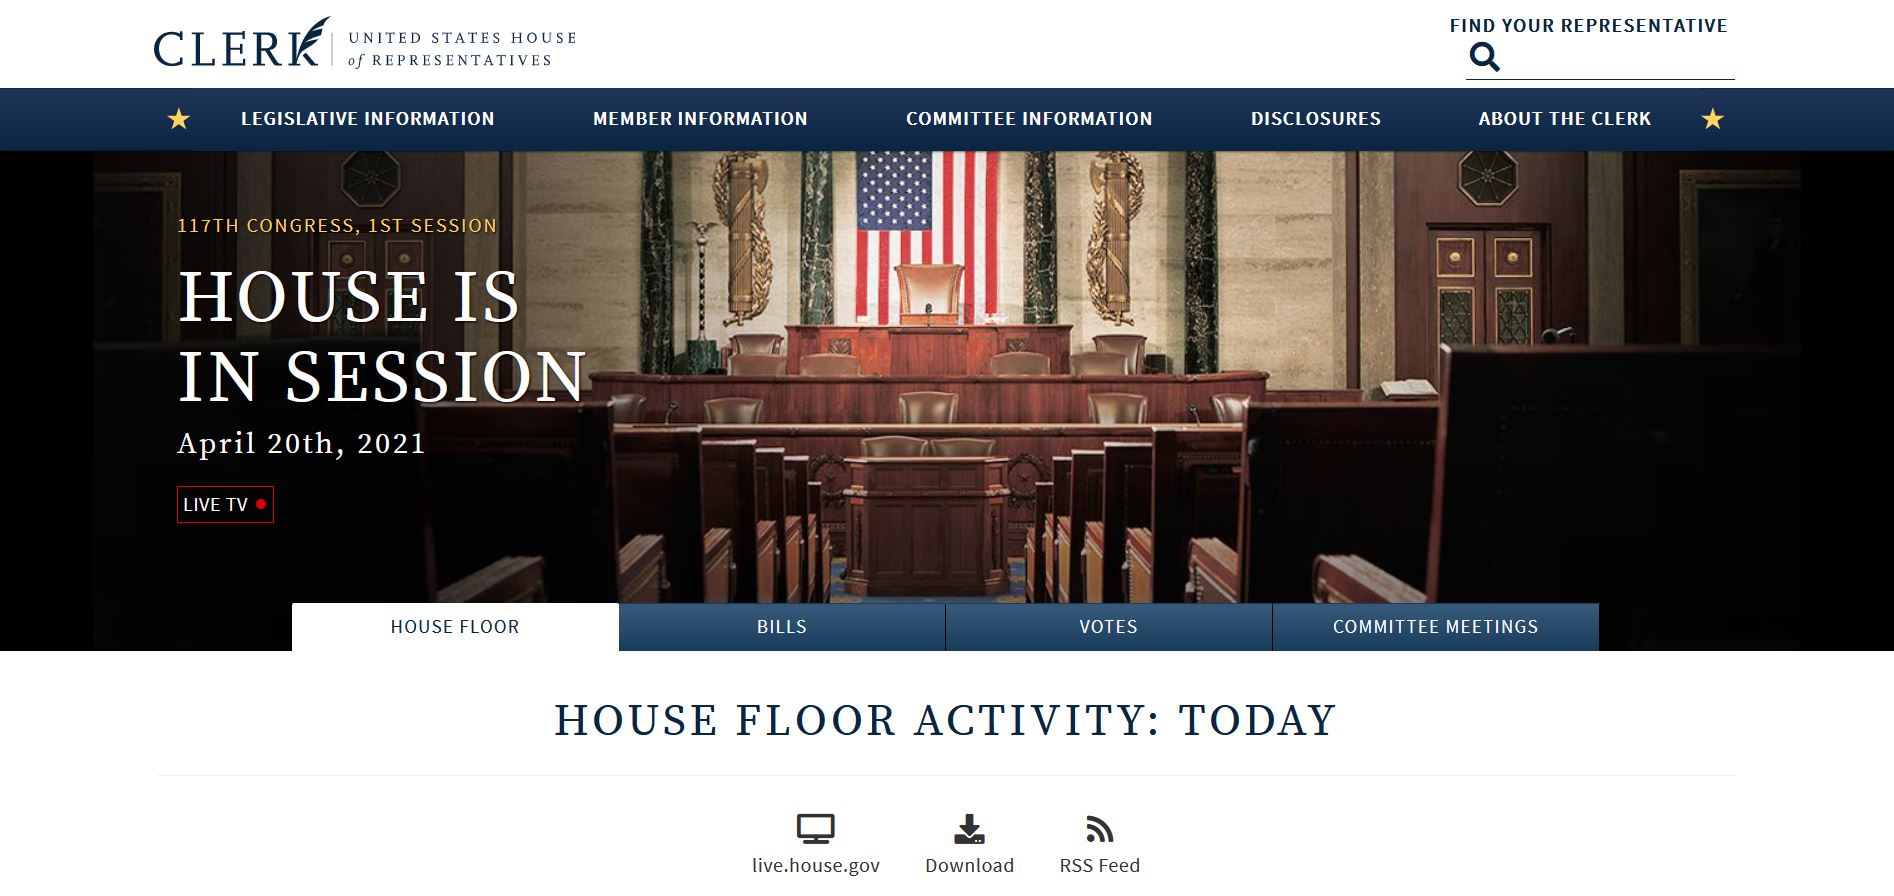 CLERK
UNITED STATES HOUSE
of REPRESENTATIVES
FIND YOUR REPRESENTATIVE
LEGISLATIVE INFORMATION
MEMBER INFORMATION
COMMITTEE INFORMATION
DISCLOSURES
ABOUT THE CLERK
117TH CONGRESS, 1ST SESSION
HOUSE IS
IN SESSION
April 20th, 2021
LIVE TV
HOUSE FLOOR
BILLS
VOTES
COMMITTEE MEETINGS
HOUSE FLOOR ACTIVITY: TODAY
live.house.gov
Download
RSS Feed